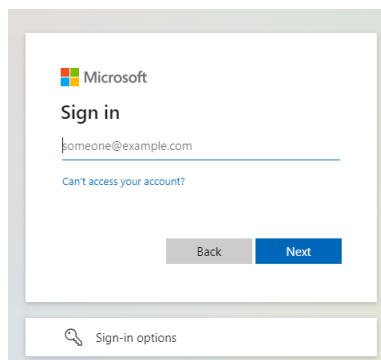 Microsoft
Sign in
someone@example.com
Can't access your account?
Back Next
Sign-in options